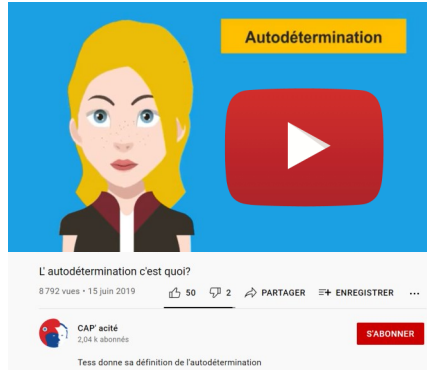 Autodétermination
L' autodétermination c'est quoi?
8 792 vues • 15 juin 2019 50 2 PARTAGER ENREGISTRER ...
CAP' acité
2,04 k abonnés
S'ABONNER
Tess donne sa définition de l'autodétermination